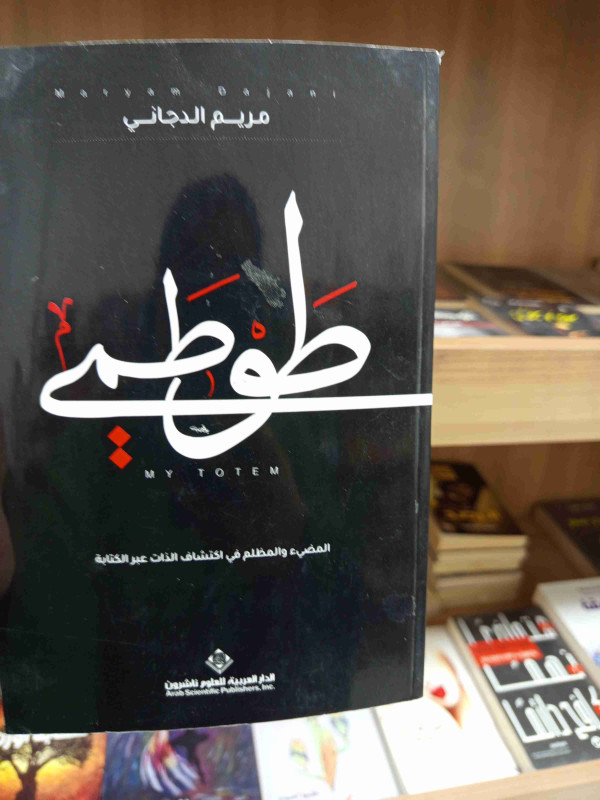 Maryam Dajani
مريم الدجاني
طَوْطَمِي
MY TOTEM
المضيء والمظلم في اكتشاف الذات عبر الكتابة
الدار العربية للعلوم ناشرون
Arab Scientific Publishers, Inc.